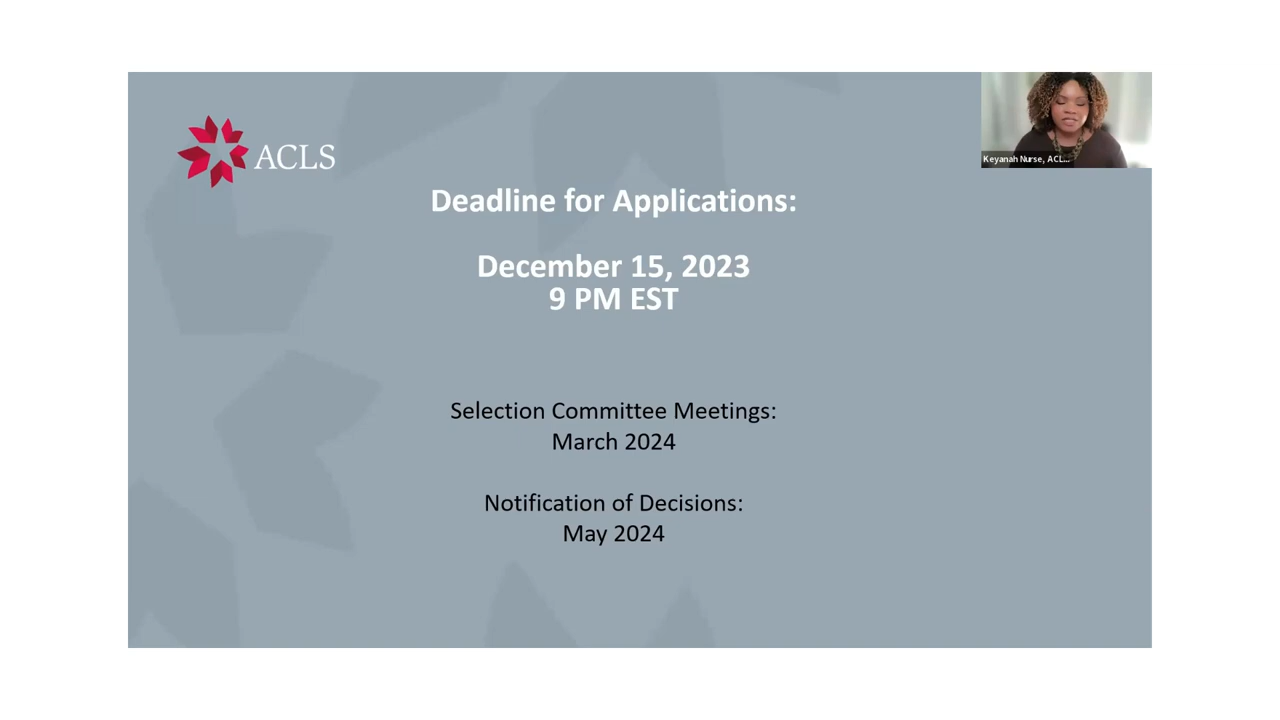 ACLS
Keyanah Nurse, ACL...
Deadline for Applications:
December 15, 2023
9 PM EST
Selection Committee Meetings:
March 2024
Notification of Decisions:
May 2024